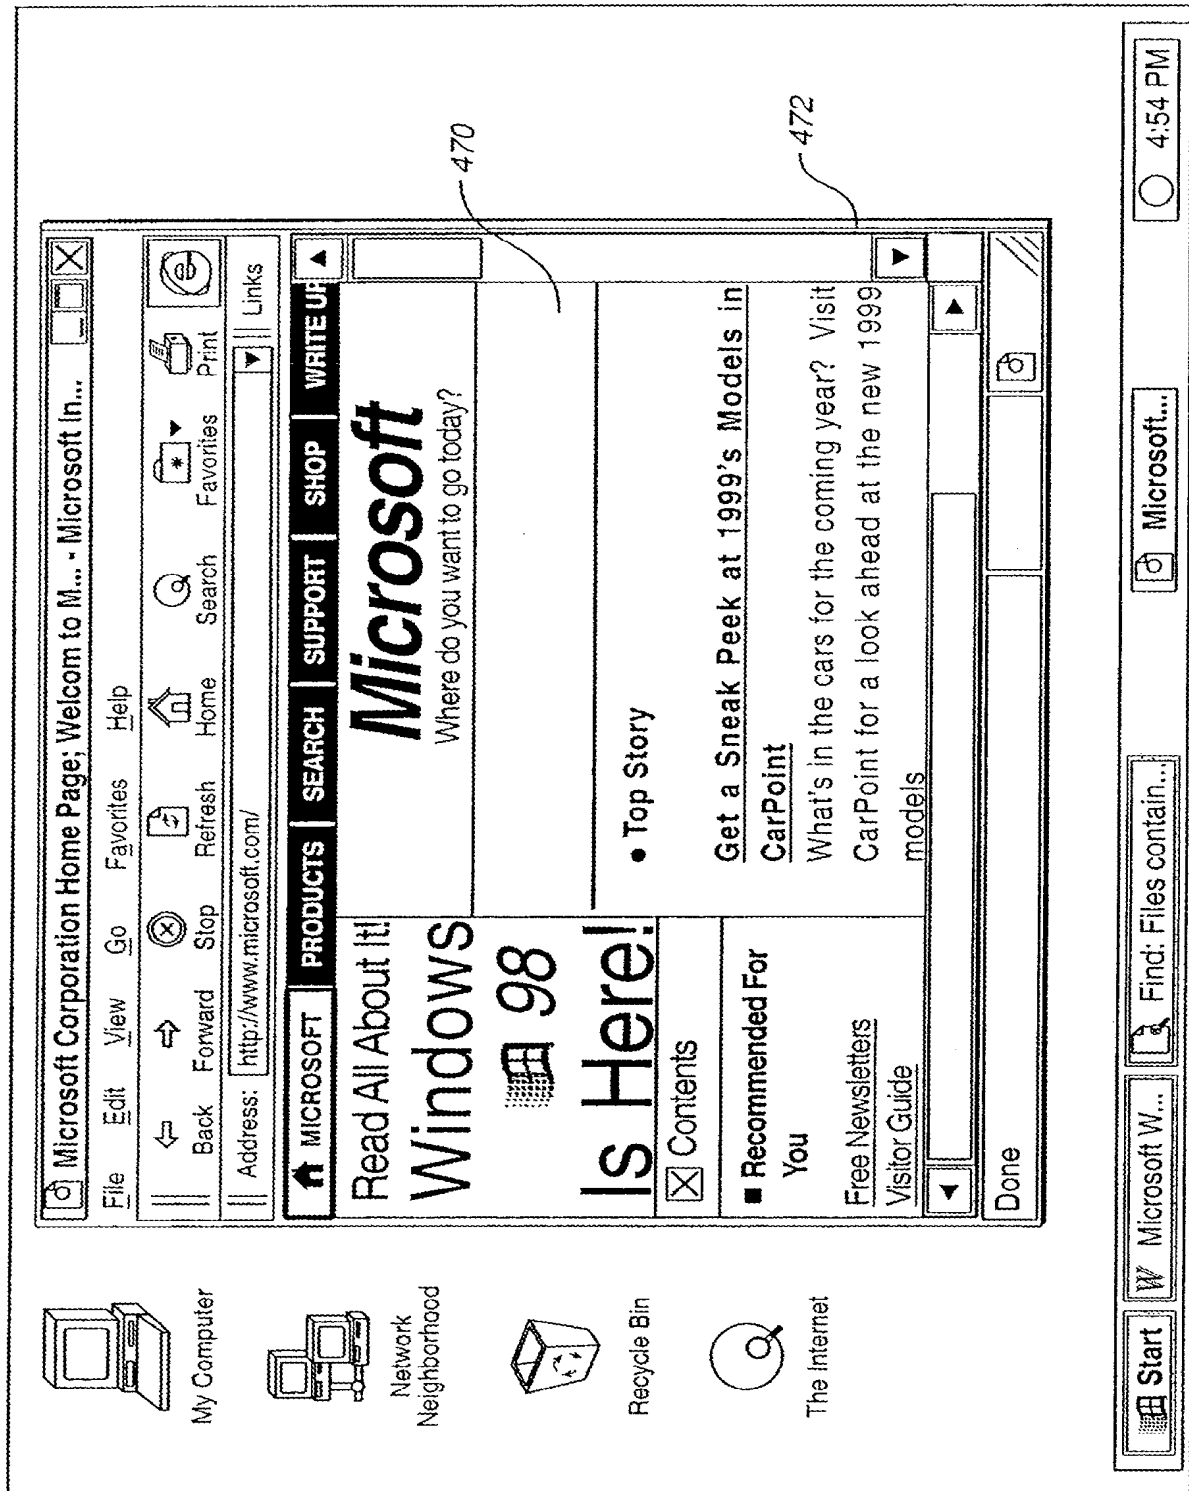 Microsoft Corporation Home Page; Welcom to M... - Microsoft In...
File Edit View Go Favorites Help
Back Forward Stop Refresh Home Search Favorites Print
Address: http://www.microsoft.com/ Links
MICROSOFT PRODUCTS SEARCH SUPPORT SHOP WRITE UP
Read All About It!
Windows
98
Is Here!
Contents
Recommended For
You
Free Newsletters
Visitor Guide
Microsoft
Where do you want to go today?
• Top Story
Get a Sneak Peek at 1999's Models in
CarPoint
What's in the cars for the coming year? Visit
CarPoint for a look ahead at the new 1999
models
Done
470
472
My Computer
Network
Neighborhood
Recycle Bin
The Internet
Start W Microsoft W... Find: Files contain... Microsoft... 4:54 PM